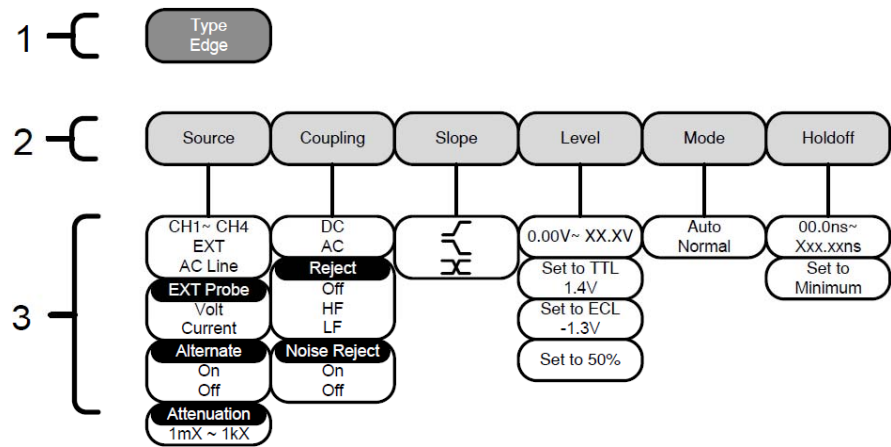 1
Type
Edge
2
Source
Coupling
Slope
Level
Mode
Holdoff
3
CH1~ CH4
EXT
AC Line
EXT Probe
Volt
Current
Alternate
On
Off
Attenuation
1mX ~ 1kX
DC
AC
Reject
Off
HF
LF
Noise Reject
On
Off
0.00V~ XX.XV
Set to TTL
1.4V
Set to ECL
-1.3V
Set to 50%
Auto
Normal
00.0ns~
Xxx.xxns
Set to
Minimum